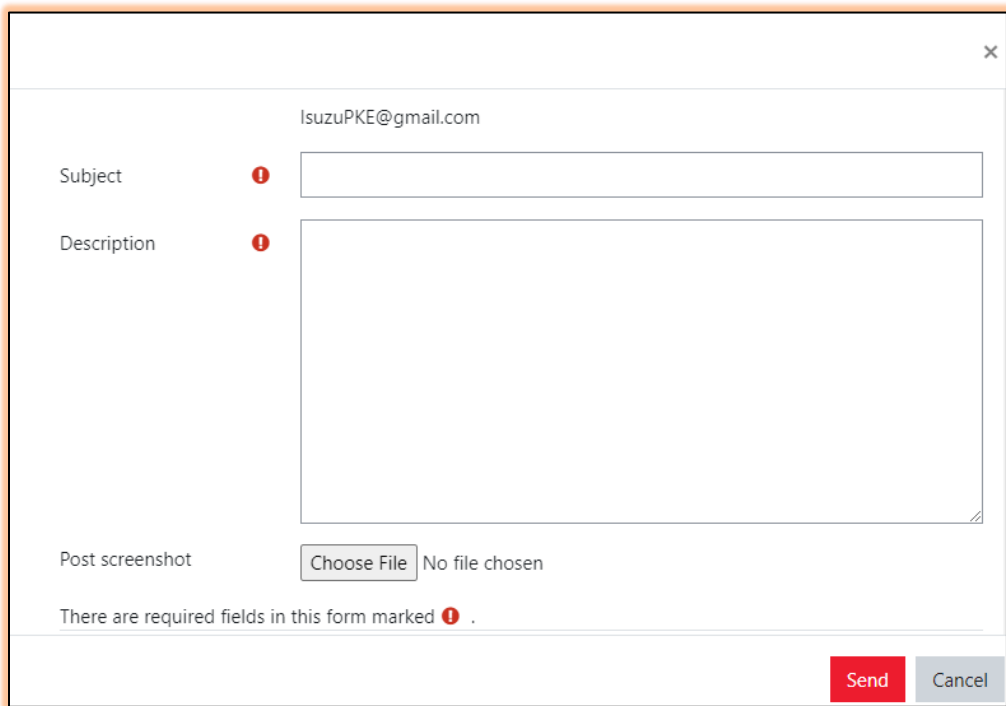 ×
IsuzuPKE@gmail.com
Subject
Description
Post screenshot Choose File No file chosen
There are required fields in this form marked .
Send Cancel